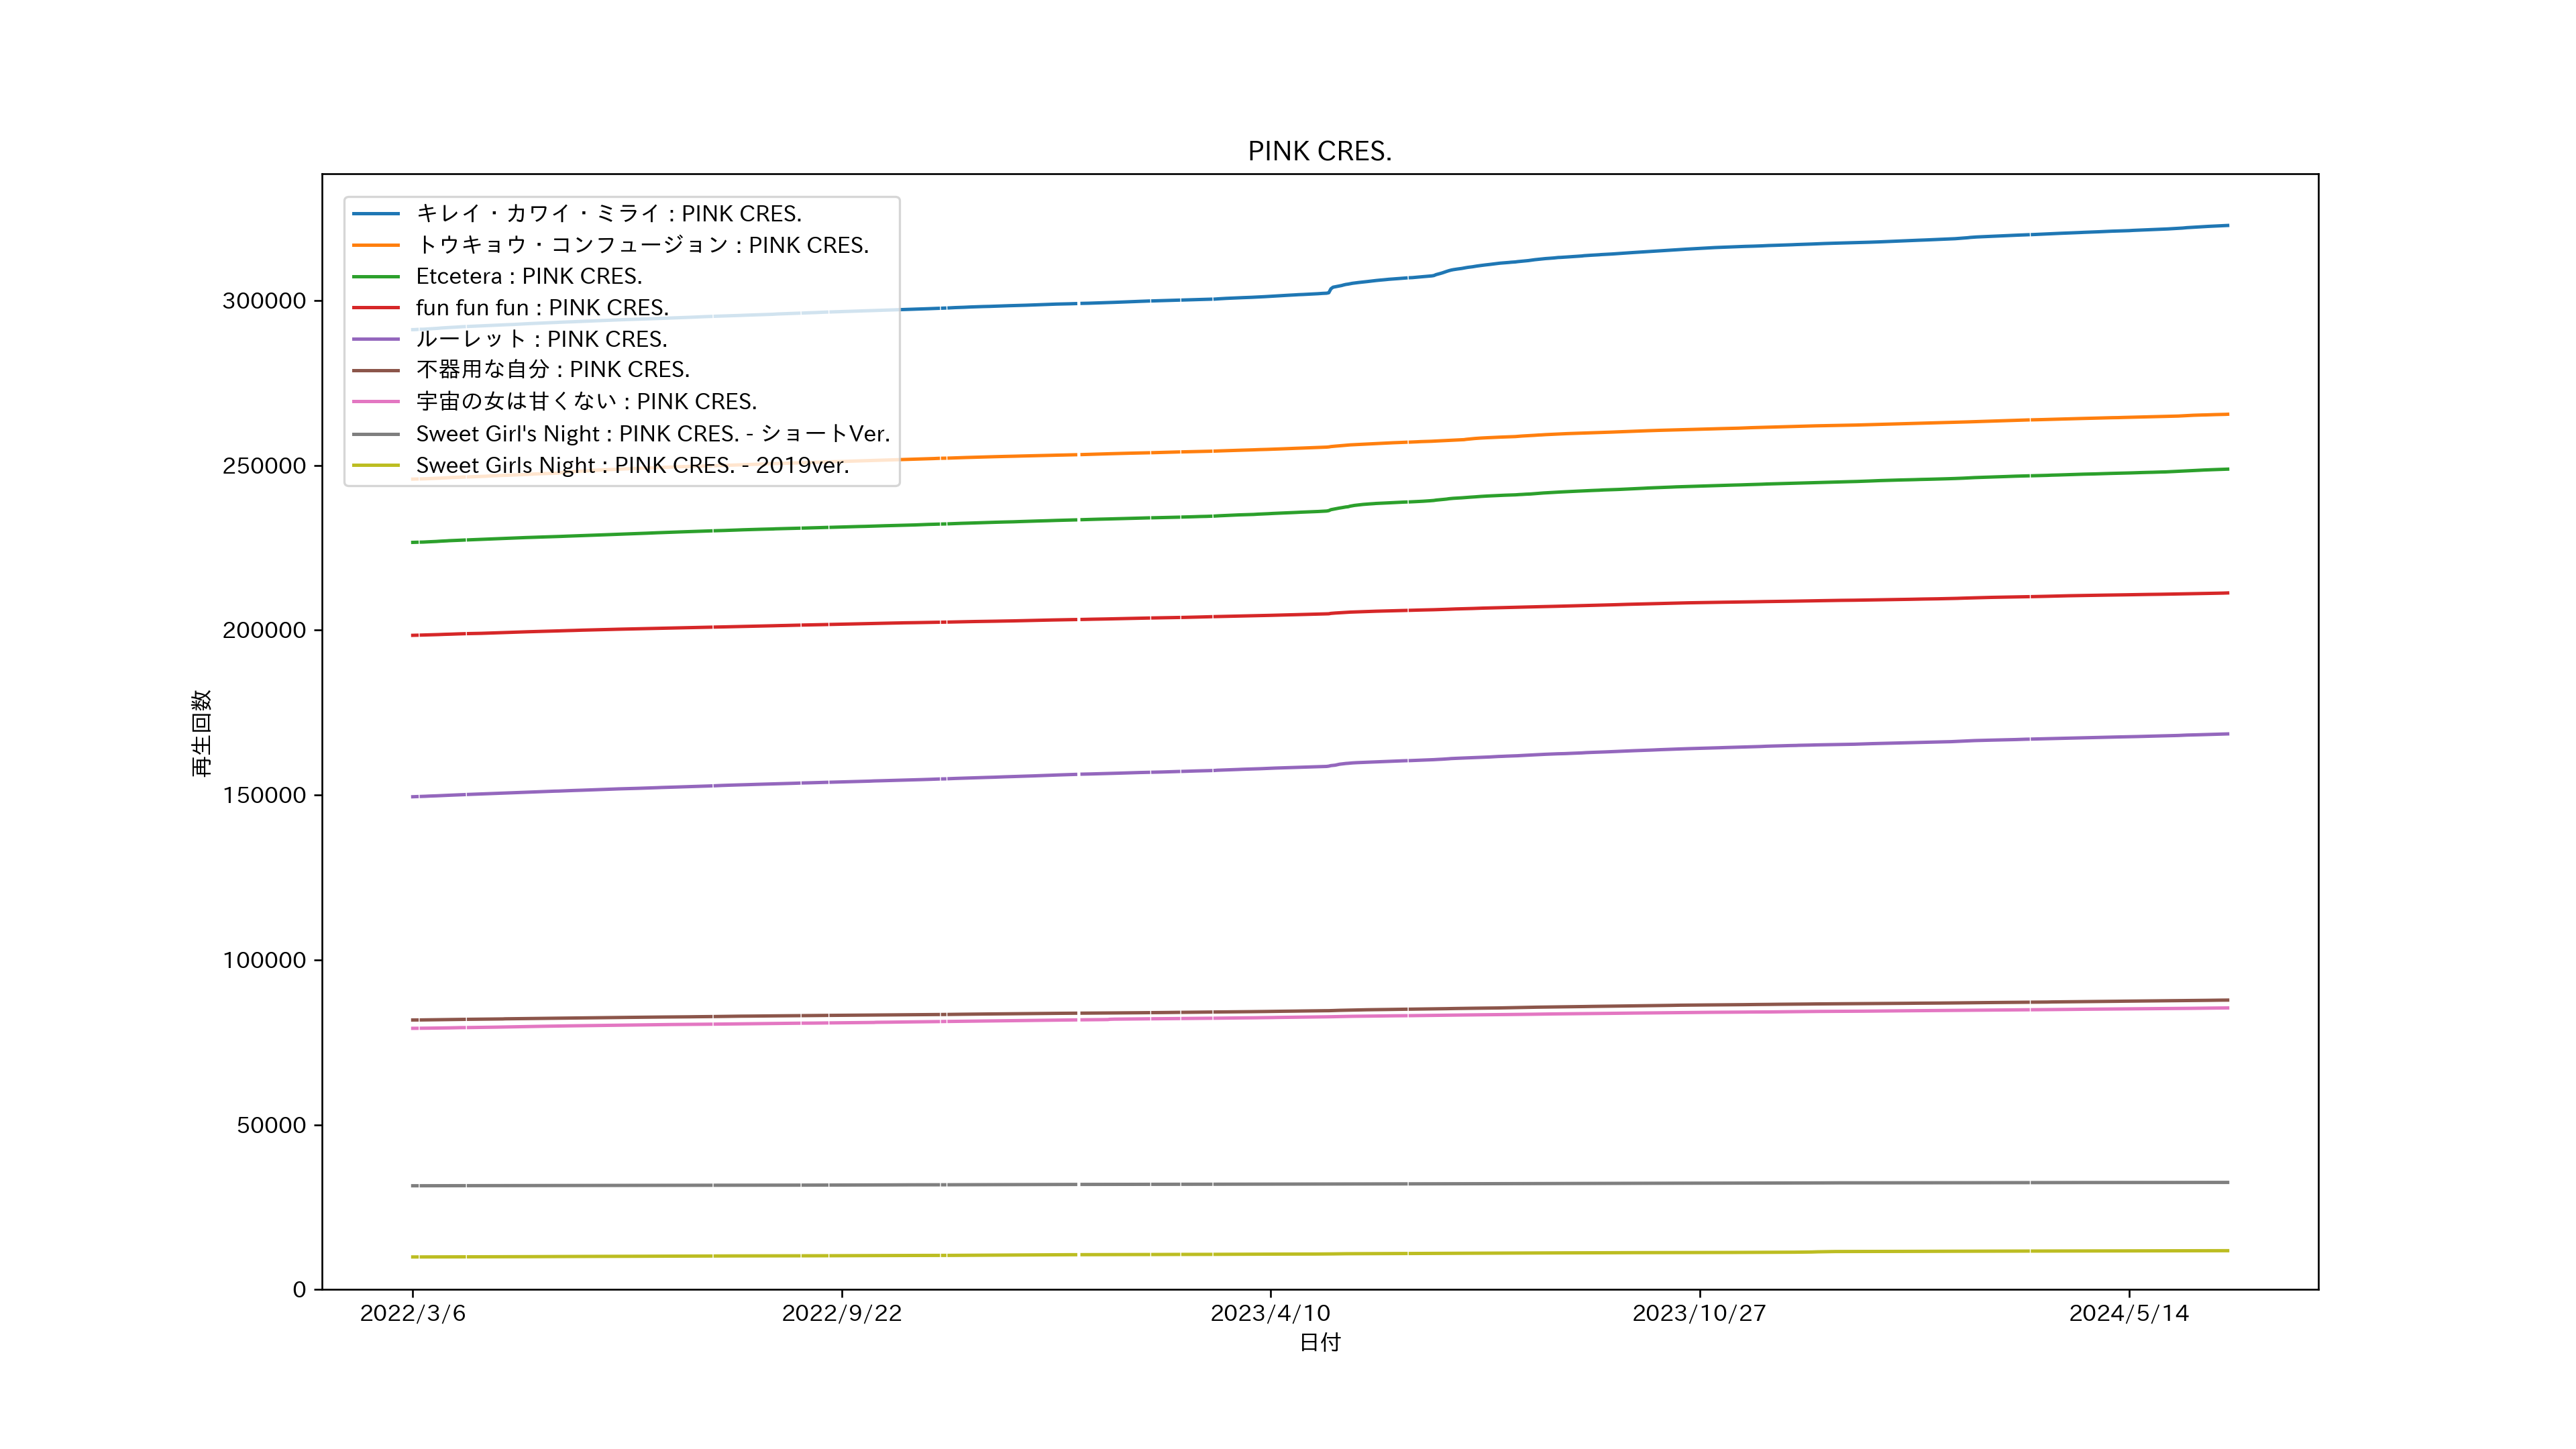 PINK CRES.
キレイ・カワイ・ミライ : PINK CRES.
トウキョウ・コンフュージョン : PINK CRES.
Etcetera : PINK CRES.
fun fun fun : PINK CRES.
ルーレット : PINK CRES.
不器用な自分 : PINK CRES.
宇宙の女は甘くない : PINK CRES.
Sweet Girl's Night : PINK CRES. - ショートVer.
Sweet Girls Night : PINK CRES. - 2019ver.
300000
250000
200000
150000
100000
50000
0
再生回数
2022/3/6
2022/9/22
2023/4/10
2023/10/27
2024/5/14
日付